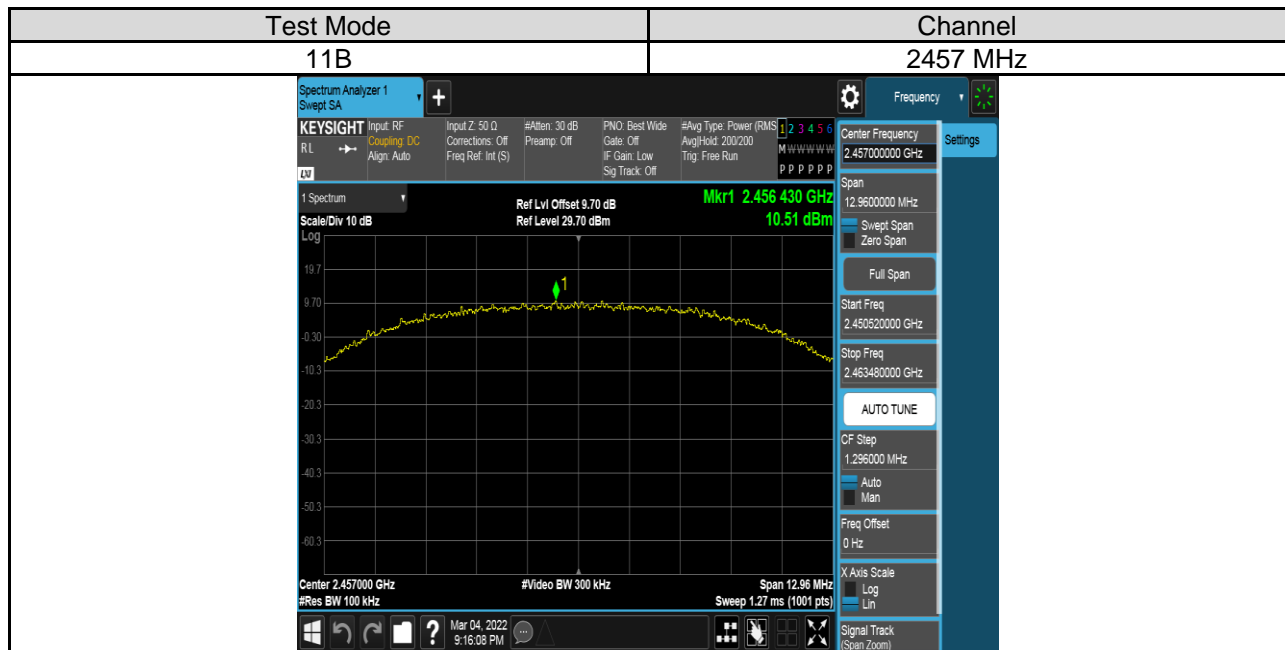 Test Mode Channel
11B 2457 MHz
Spectrum Analyzer 1
Swept SA
+
Frequency
KEYSIGHT
RL
LXI
Input: RF
Coupling: DC
Align: Auto
Input Z: 50 Ω
Corrections: Off
Freq Ref: Int (S)
#Atten: 30 dB
Preamp: Off
PNO: Best Wide
Gate: Off
IF Gain: Low
Sig Track: Off
#Avg Type: Power (RMS
Avg|Hold: 200/200
Trig: Free Run
1 2 3 4 5 6
M W W W W W
P P P P P P
1 Spectrum
Scale/Div 10 dB
Ref Lvl Offset 9.70 dB
Ref Level 29.70 dBm
Mkr1 2.456 430 GHz
10.51 dBm
Log
19.7
9.70
-0.30
-10.3
-20.3
-30.3
-40.3
-50.3
-60.3
1
Center 2.457000 GHz
#Res BW 100 kHz
#Video BW 300 kHz
Span 12.96 MHz
Sweep 1.27 ms (1001 pts)
Center Frequency
2.457000000 GHz
Settings
Span
12.9600000 MHz
Swept Span
Zero Span
Full Span
Start Freq
2.450520000 GHz
Stop Freq
2.463480000 GHz
AUTO TUNE
CF Step
1.296000 MHz
Auto
Man
Freq Offset
0 Hz
X Axis Scale
Log
Lin
Signal Track
(Span Zoom)
?
Mar 04, 2022
9:16:08 PM